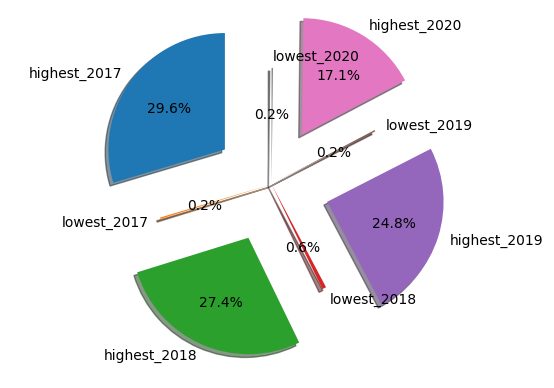 highest_2020
lowest_2020
highest_2017
17.1%
29.6%
0.2%
lowest_2019
0.2%
0.2%
lowest_2017
24.8%
highest_2019
0.6%
lowest_2018
27.4%
highest_2018